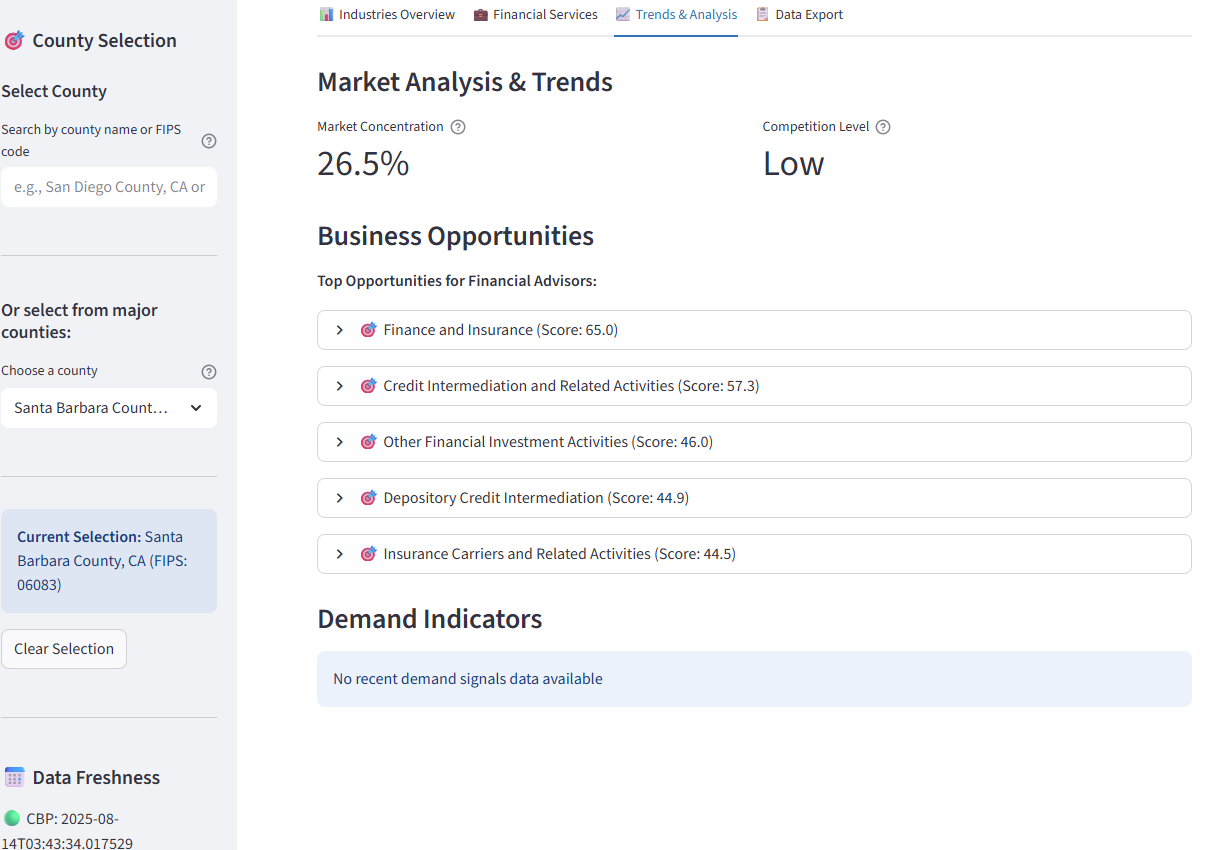 County Selection
Select County
Search by county name or FIPS
code
e.g., San Diego County, CA or
Or select from major
counties:
Choose a county
Santa Barbara Count...
Current Selection: Santa
Barbara County, CA (FIPS:
06083)
Clear Selection
Data Freshness
CBP: 2025-08-
14T03:43:34.017529
Industries Overview
Financial Services
Trends & Analysis
Data Export
Market Analysis & Trends
Market Concentration
26.5%
Competition Level
Low
Business Opportunities
Top Opportunities for Financial Advisors:
Finance and Insurance (Score: 65.0)
Credit Intermediation and Related Activities (Score: 57.3)
Other Financial Investment Activities (Score: 46.0)
Depository Credit Intermediation (Score: 44.9)
Insurance Carriers and Related Activities (Score: 44.5)
Demand Indicators
No recent demand signals data available